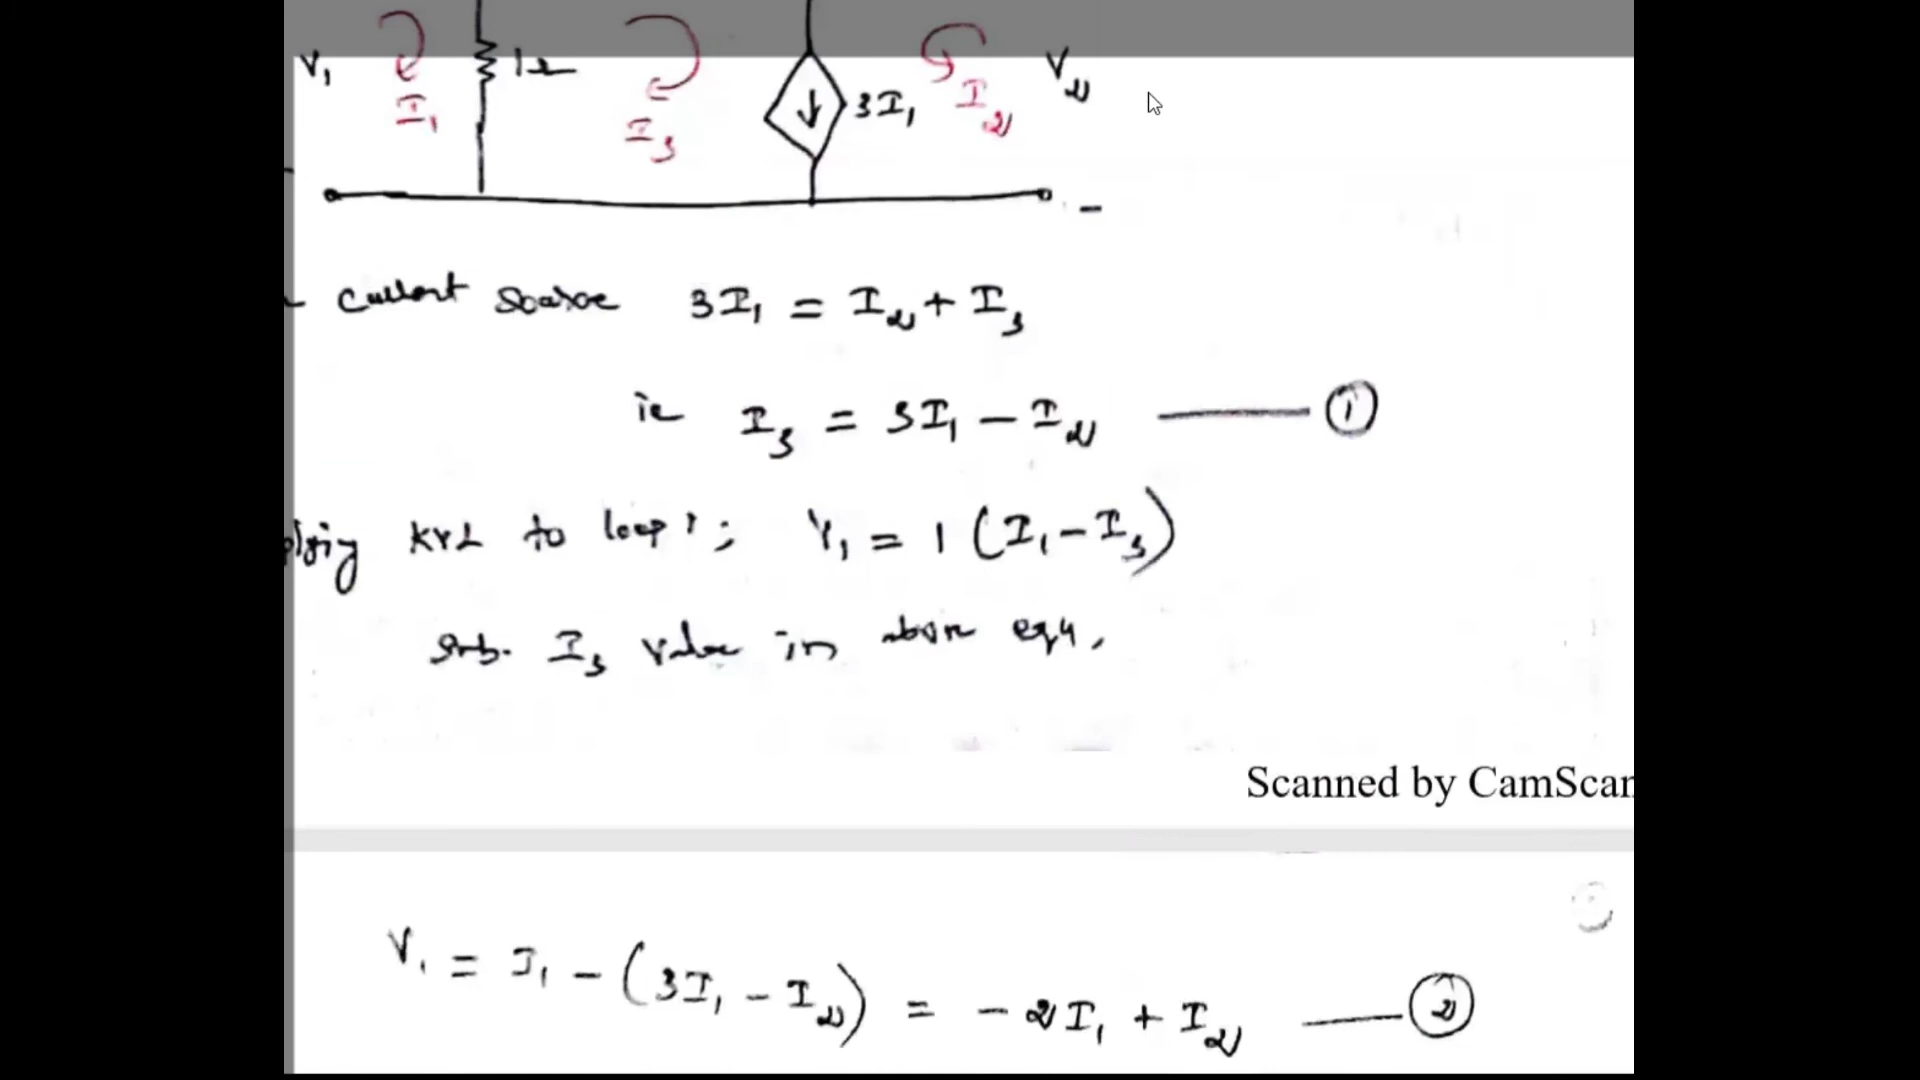 V₁ I₁ 1Ω I₃ 3I₁ I₂ V₂
-
current source 3I₁ = I₂ + I₃
ie I₃ = 3I₁ - I₂ —— ①
plying KVL to loop 1; V₁ = 1 (I₁ - I₃)
sub. I₃ value in above eqn.
Scanned by CamScan
V₁ = I₁ - (3I₁ - I₂) = -2I₁ + I₂ —— ②